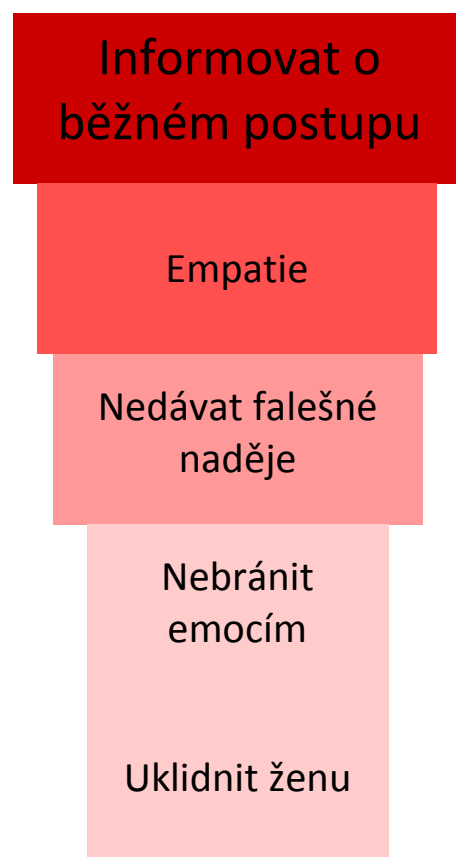 Informovat o
běžném postupu
Empatie
Nedávat falešné
naděje
Nebránit
emocím
Uklidnit ženu